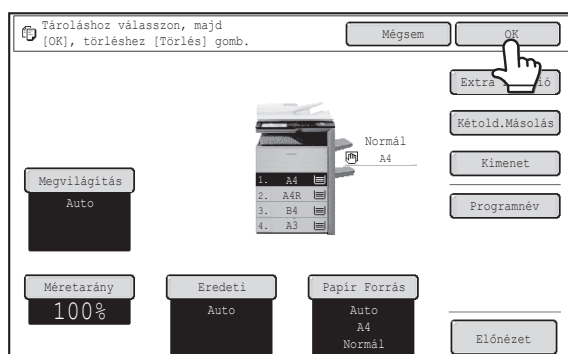 Tároláshoz válasszon, majd
[OK], törléshez [Törlés] gomb.
Mégsem
OK
Extra
ió
Kétold.Másolás
Normál
A4
Kimenet
Megvilágítás
Auto
1. A4
2. A4R
3. B4
4. A3
Programnév
Méretarány
100%
Eredeti
Auto
Papír Forrás
Auto
A4
Normál
Előnézet